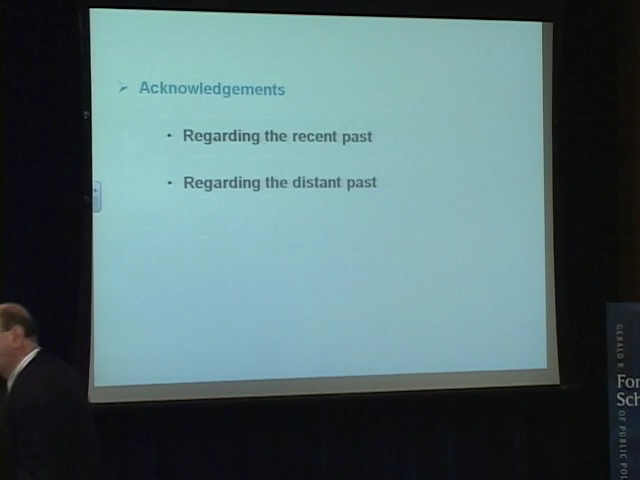 ➢ Acknowledgements
• Regarding the recent past
• Regarding the distant past
GERALD R.
For
Sch
OF PUBLIC POL